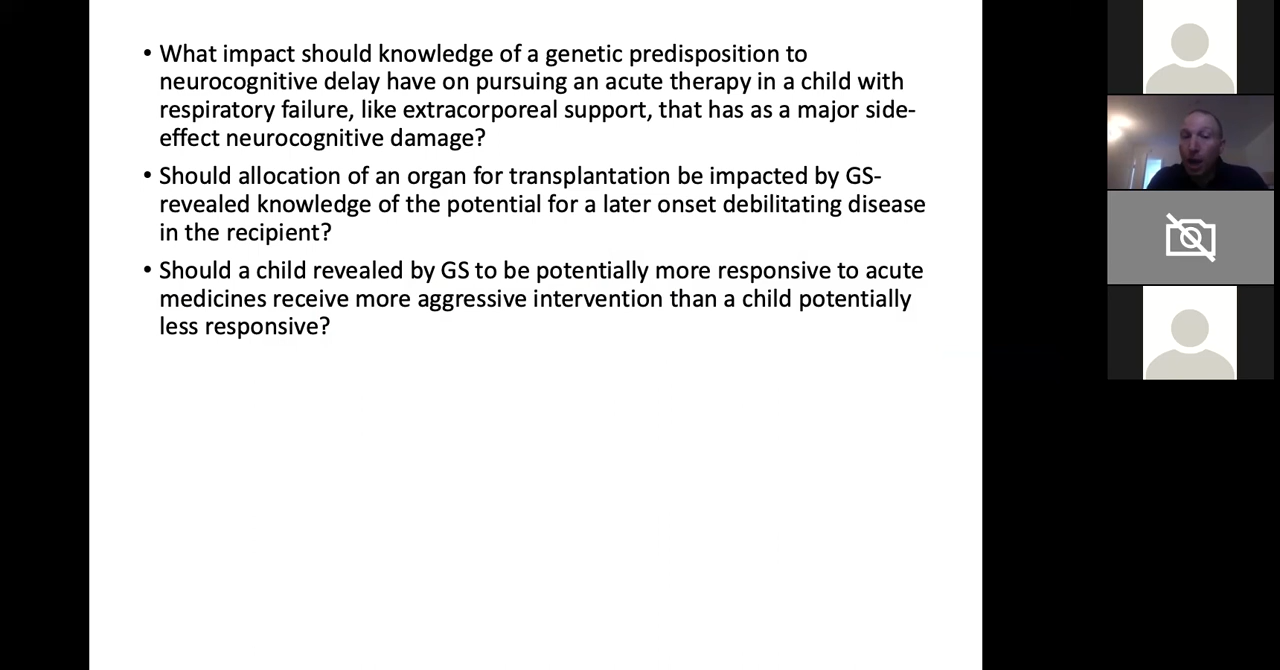 • What impact should knowledge of a genetic predisposition to
neurocognitive delay have on pursuing an acute therapy in a child with
respiratory failure, like extracorporeal support, that has as a major side-
effect neurocognitive damage?
• Should allocation of an organ for transplantation be impacted by GS-
revealed knowledge of the potential for a later onset debilitating disease
in the recipient?
• Should a child revealed by GS to be potentially more responsive to acute
medicines receive more aggressive intervention than a child potentially
less responsive?